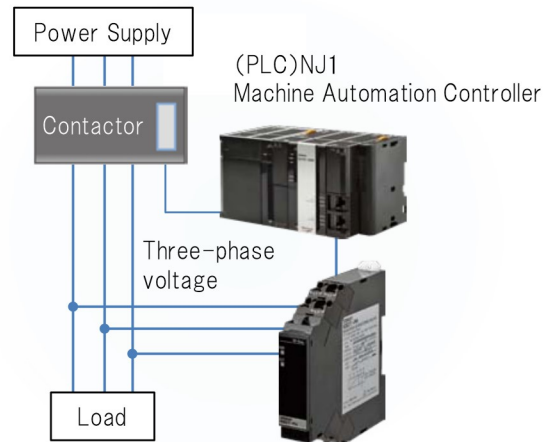 Power Supply
(PLC)NJ1
Machine Automation Controller
Contactor
Three-phase
voltage
Load